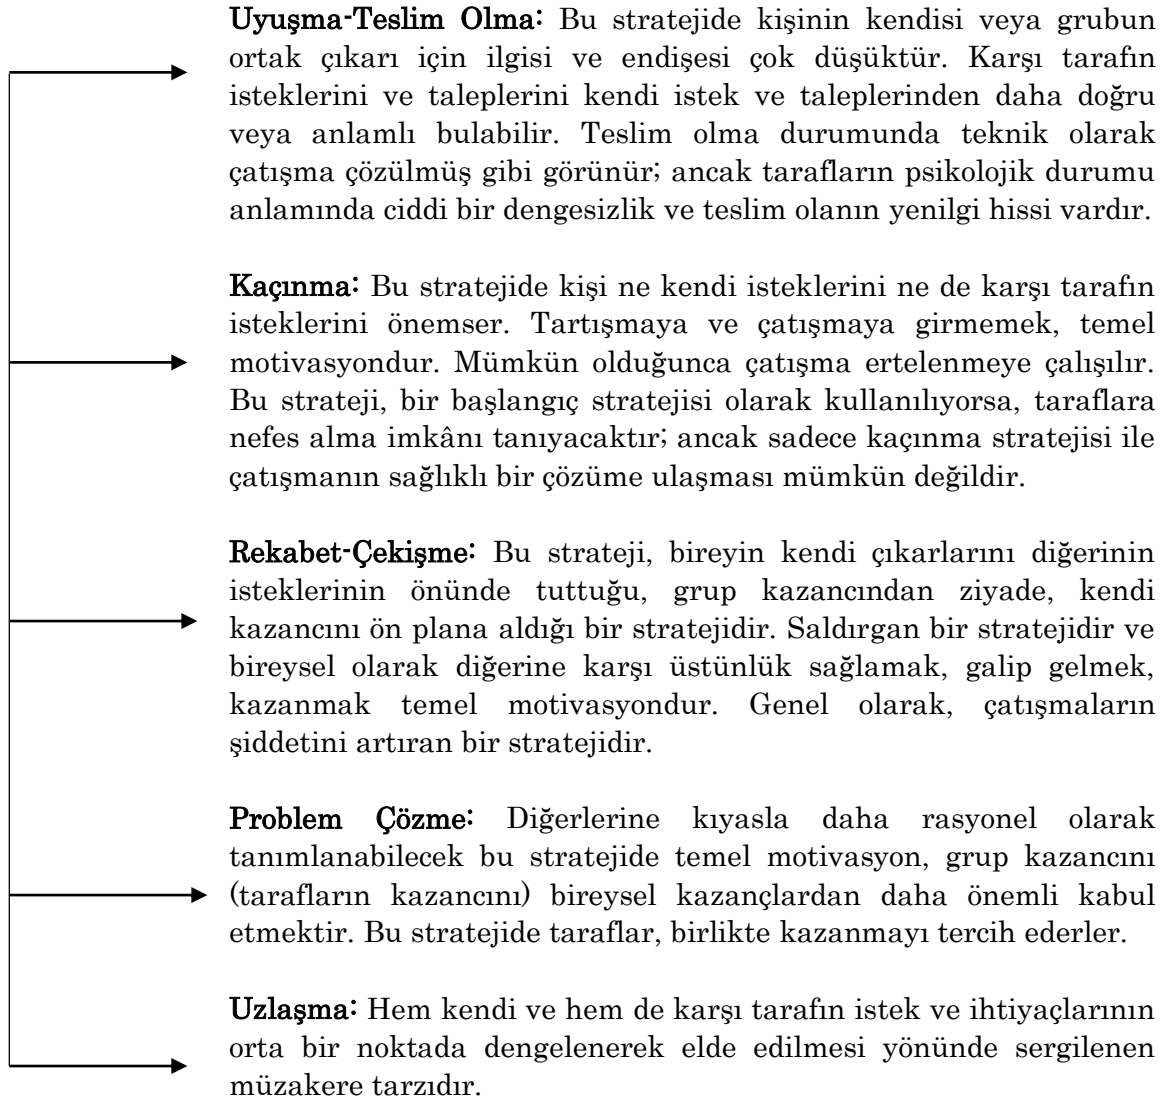 Uyuşma-Teslim Olma: Bu stratejide kişinin kendisi veya grubun
ortak çıkarı için ilgisi ve endişesi çok düşüktür. Karşı tarafın
isteklerini ve taleplerini kendi istek ve taleplerinden daha doğru
veya anlamlı bulabilir. Teslim olma durumunda teknik olarak
çatışma çözülmüş gibi görünür; ancak tarafların psikolojik durumu
anlamında ciddi bir dengesizlik ve teslim olanın yenilgi hissi vardır.
Kaçınma: Bu stratejide kişi ne kendi isteklerini ne de karşı tarafın
isteklerini önemser. Tartışmaya ve çatışmaya girmemek, temel
motivasyondur. Mümkün olduğunca çatışma ertelenmeye çalışılır.
Bu strateji, bir başlangıç stratejisi olarak kullanılıyorsa, taraflara
nefes alma imkânı tanıyacaktır; ancak sadece kaçınma stratejisi ile
çatışmanın sağlıklı bir çözüme ulaşması mümkün değildir.
Rekabet-Çekişme: Bu strateji, bireyin kendi çıkarlarını diğerinin
isteklerinin önünde tuttuğu, grup kazancından ziyade, kendi
kazancını ön plana aldığı bir stratejidir. Saldırgan bir stratejidir ve
bireysel olarak diğerine karşı üstünlük sağlamak, galip gelmek,
kazanmak temel motivasyondur. Genel olarak, çatışmaların
şiddetini artıran bir stratejidir.
Problem Çözme: Diğerlerine kıyasla daha rasyonel olarak
tanımlanabilecek bu stratejide temel motivasyon, grup kazancını
(tarafların kazancını) bireysel kazançlardan daha önemli kabul
etmektir. Bu stratejide taraflar, birlikte kazanmayı tercih ederler.
Uzlaşma: Hem kendi ve hem de karşı tarafın istek ve ihtiyaçlarının
orta bir noktada dengelenerek elde edilmesi yönünde sergilenen
müzakere tarzıdır.